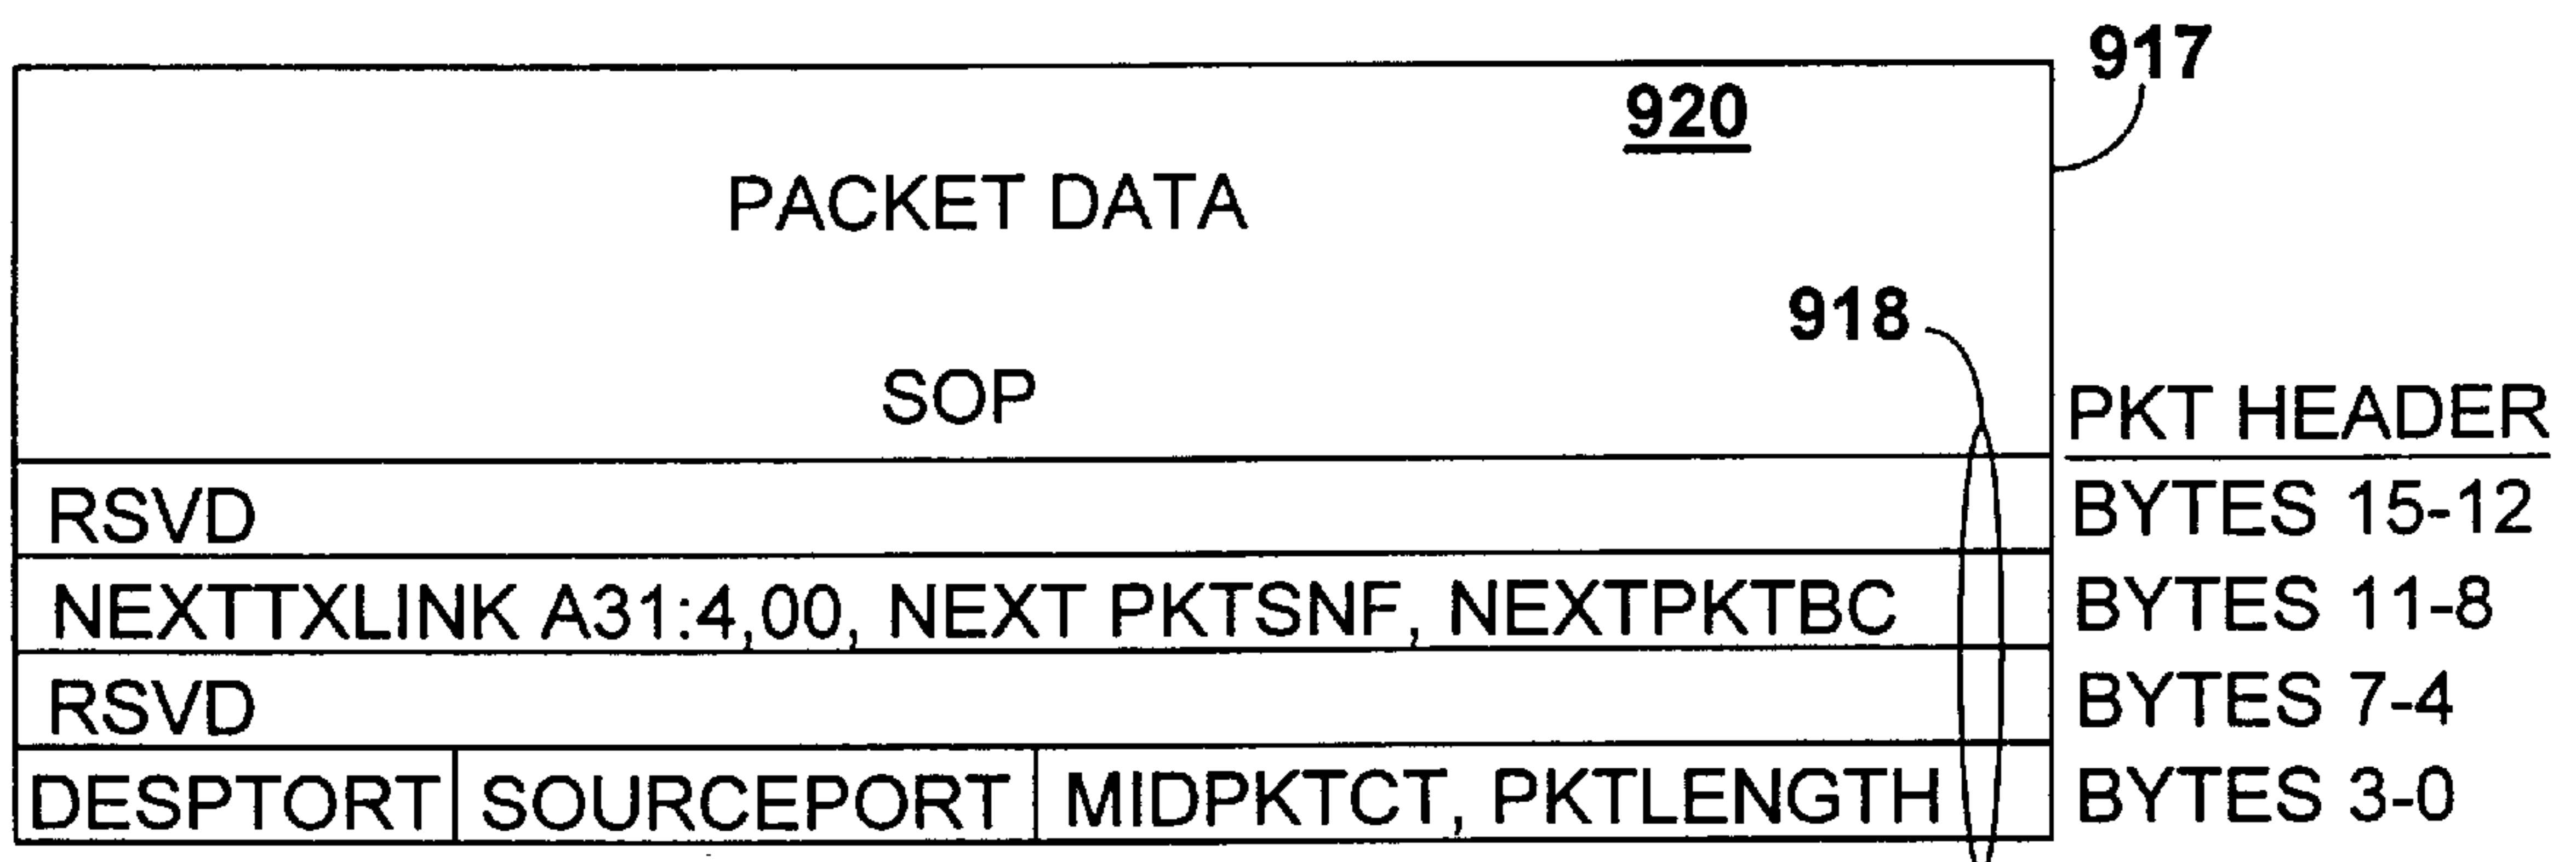 917
920
PACKET DATA
918
SOP
PKT HEADER
RSVD BYTES 15-12
NEXTTXLINK A31:4,00, NEXT PKTSNF, NEXTPKTBC BYTES 11-8
RSVD BYTES 7-4
DESPTORT SOURCEPORT MIDPKTCT, PKTLENGTH BYTES 3-0